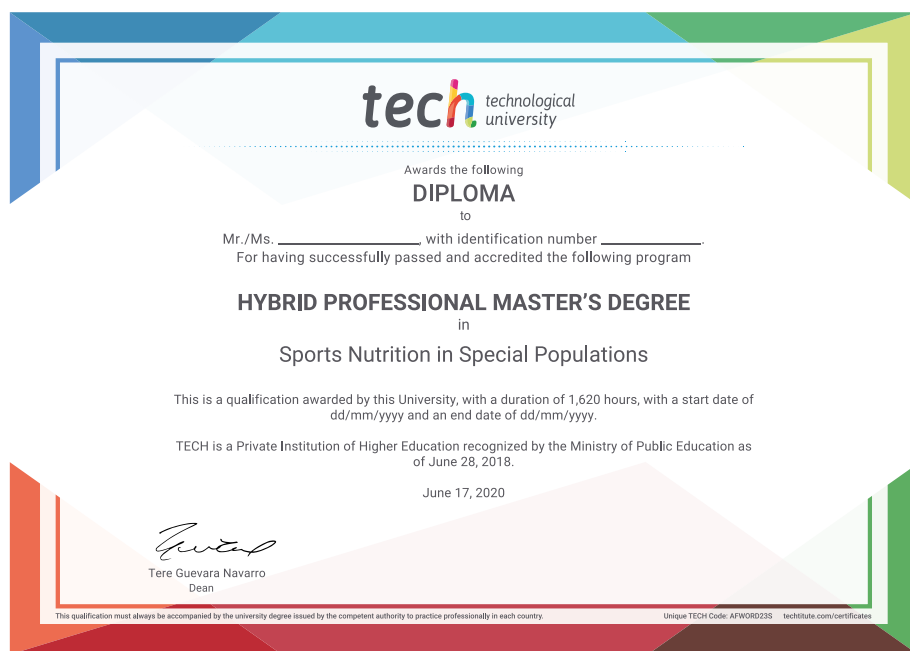 tech technological
university
Awards the following
DIPLOMA
to
Mr./Ms. ____________, with identification number ____________.
For having successfully passed and accredited the following program
HYBRID PROFESSIONAL MASTER'S DEGREE
in
Sports Nutrition in Special Populations
This is a qualification awarded by this University, with a duration of 1,620 hours, with a start date of
dd/mm/yyyy and an end date of dd/mm/yyyy.
TECH is a Private Institution of Higher Education recognized by the Ministry of Public Education as
of June 28, 2018.
June 17, 2020
Tere Guevara Navarro
Dean
This qualification must always be accompanied by the university degree issued by the competent authority to practice professionally in each country.
Unique TECH Code: AFWORD23S techtitute.com/certificates